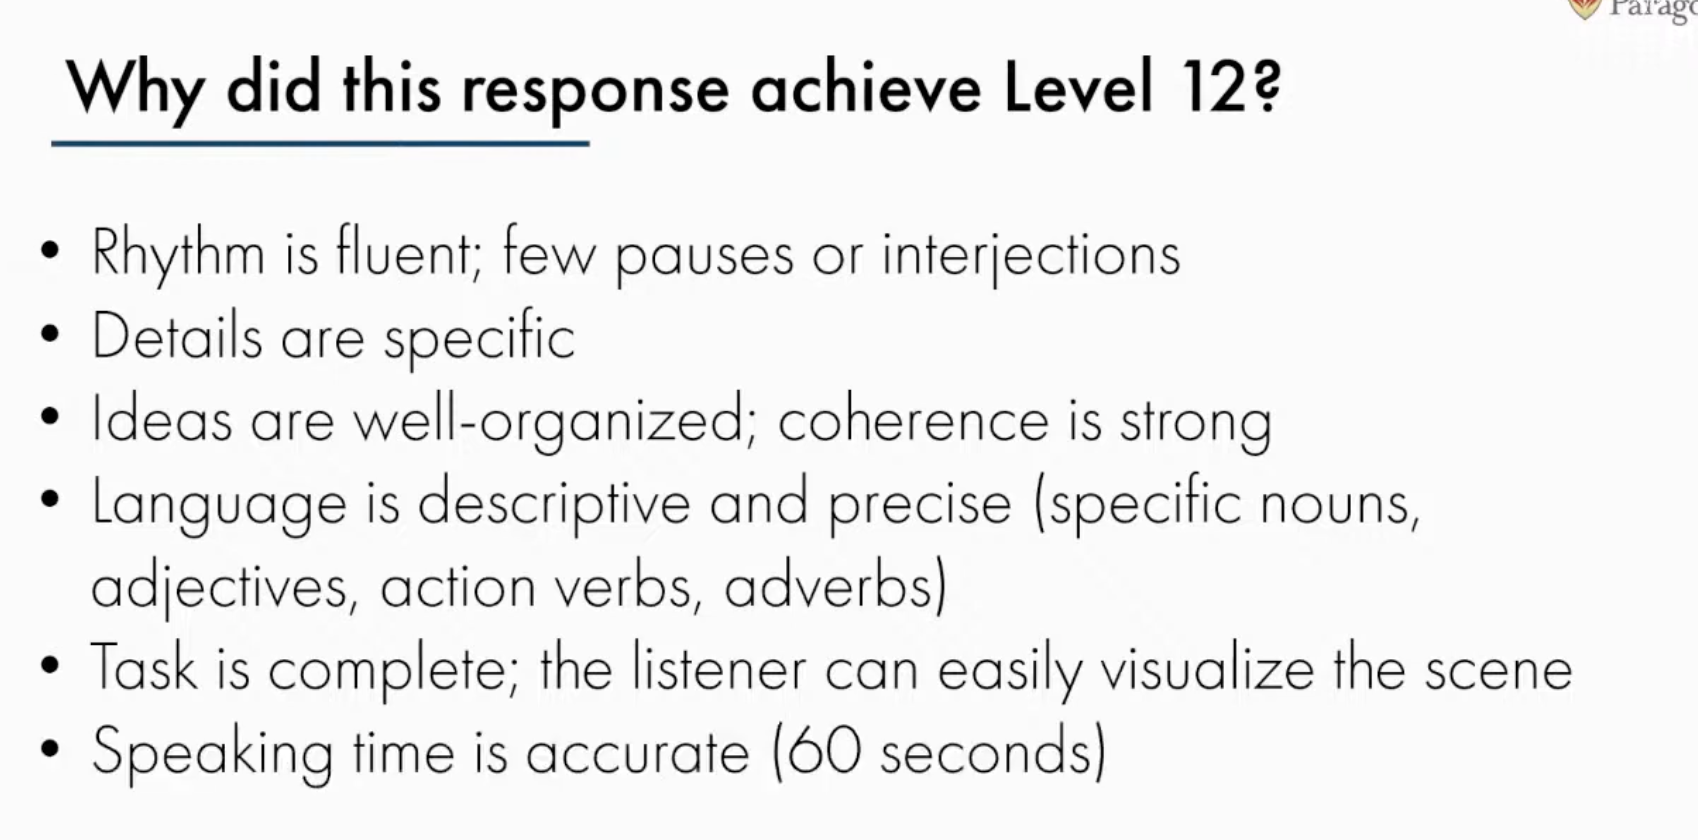 Why did this response achieve Level 12?
• Rhythm is fluent; few pauses or interjections
• Details are specific
• Ideas are well-organized; coherence is strong
• Language is descriptive and precise (specific nouns,
adjectives, action verbs, adverbs)
• Task is complete; the listener can easily visualize the scene
• Speaking time is accurate (60 seconds)